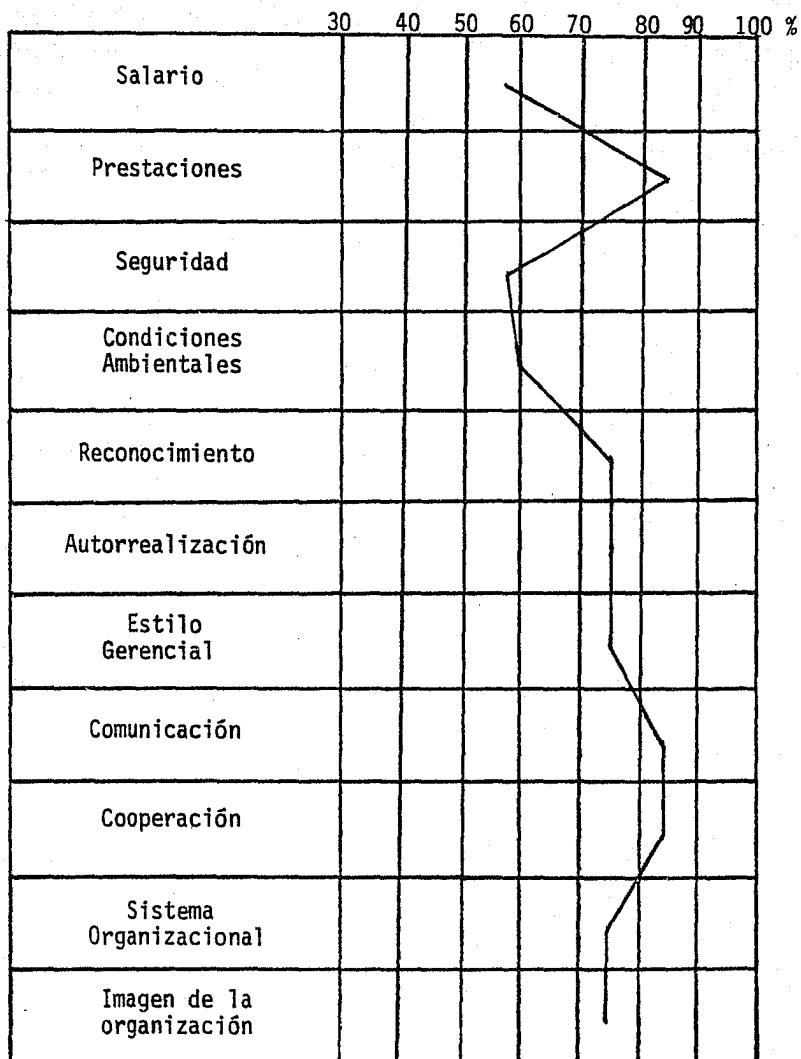 30 40 50 60 70 80 90 100 %
Salario
Prestaciones
Seguridad
Condiciones
Ambientales
Reconocimiento
Autorrealización
Estilo
Gerencial
Comunicación
Cooperación
Sistema
Organizacional
Imagen de la
organización